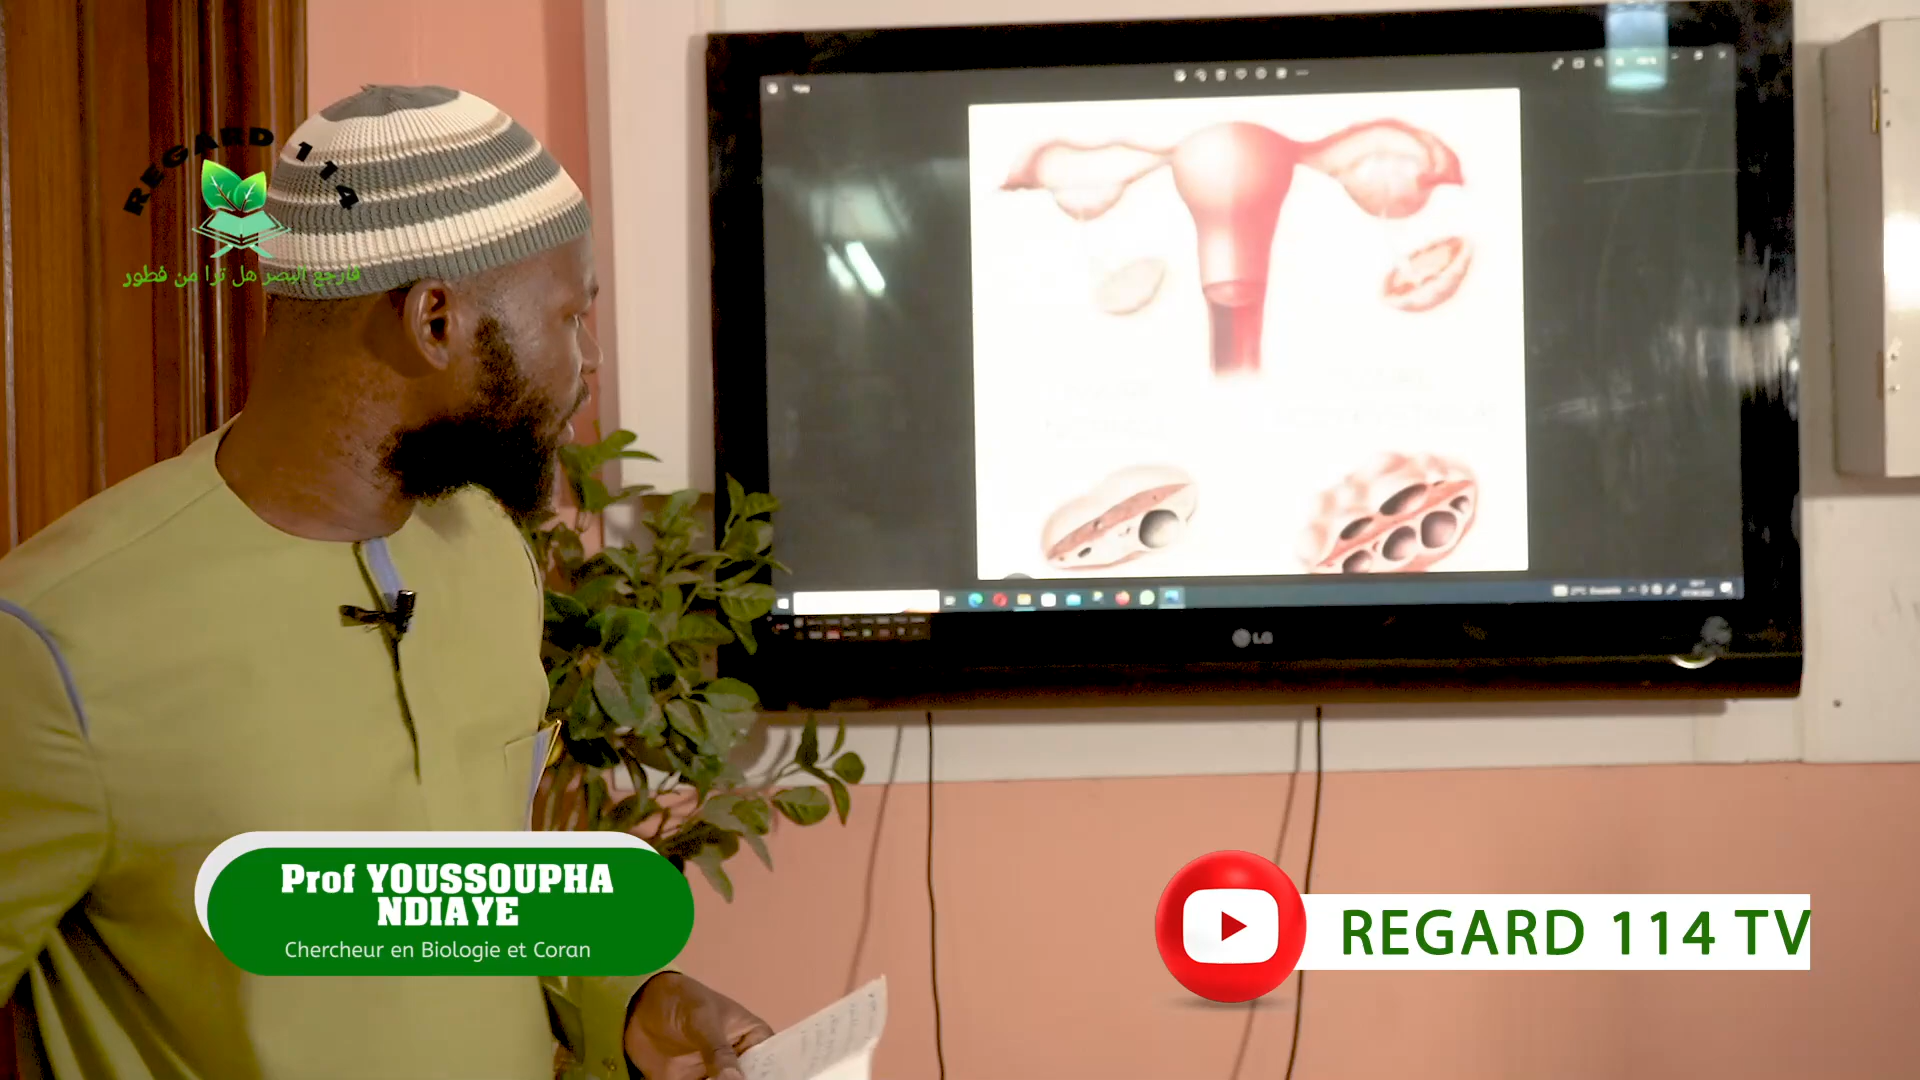 REGARD 114
فارجع البصر هل ترا من فطور
LG
Prof YOUSSOUPHA
NDIAYE
Chercheur en Biologie et Coran
REGARD 114 TV